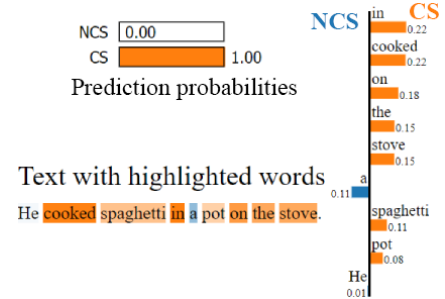 NCS 0.00
CS 1.00
Prediction probabilities
Text with highlighted words
He cooked spaghetti in a pot on the stove.
NCS CS
in
0.22
cooked
0.22
on
0.18
the
0.15
stove
0.15
a
0.11
spaghetti
0.11
pot
0.08
He
0.01